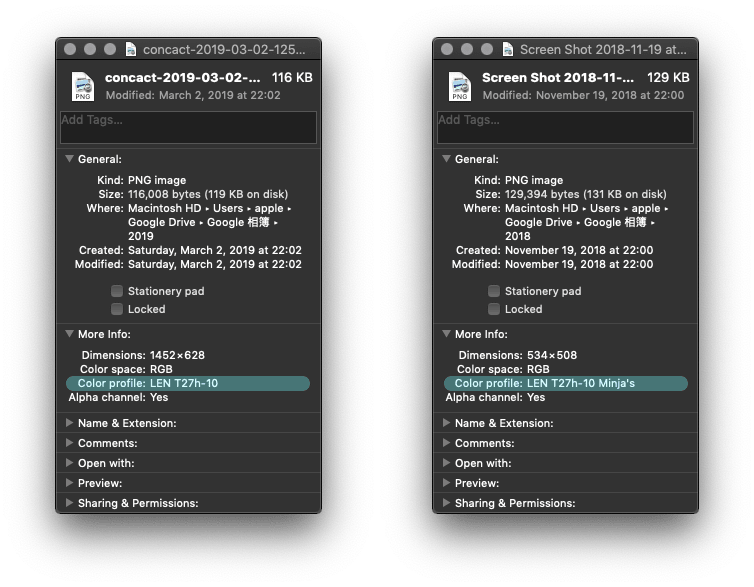 concact-2019-03-02-125...
PNG
concact-2019-03-02-... 116 KB
Modified: March 2, 2019 at 22:02
Add Tags...
General:
Kind: PNG image
Size: 116,008 bytes (119 KB on disk)
Where: Macintosh HD ▸ Users ▸ apple ▸
Google Drive ▸ Google 相簿 ▸
2019
Created: Saturday, March 2, 2019 at 22:02
Modified: Saturday, March 2, 2019 at 22:02
Stationery pad
Locked
More Info:
Dimensions: 1452×628
Color space: RGB
Color profile: LEN T27h-10
Alpha channel: Yes
Name & Extension:
Comments:
Open with:
Preview:
Sharing & Permissions:
Screen Shot 2018-11-19 at...
PNG
Screen Shot 2018-11-... 129 KB
Modified: November 19, 2018 at 22:00
Add Tags...
General:
Kind: PNG image
Size: 129,394 bytes (131 KB on disk)
Where: Macintosh HD ▸ Users ▸ apple ▸
Google Drive ▸ Google 相簿 ▸
2018
Created: November 19, 2018 at 22:00
Modified: November 19, 2018 at 22:00
Stationery pad
Locked
More Info:
Dimensions: 534×508
Color space: RGB
Color profile: LEN T27h-10 Minja's
Alpha channel: Yes
Name & Extension:
Comments:
Open with:
Preview:
Sharing & Permissions: